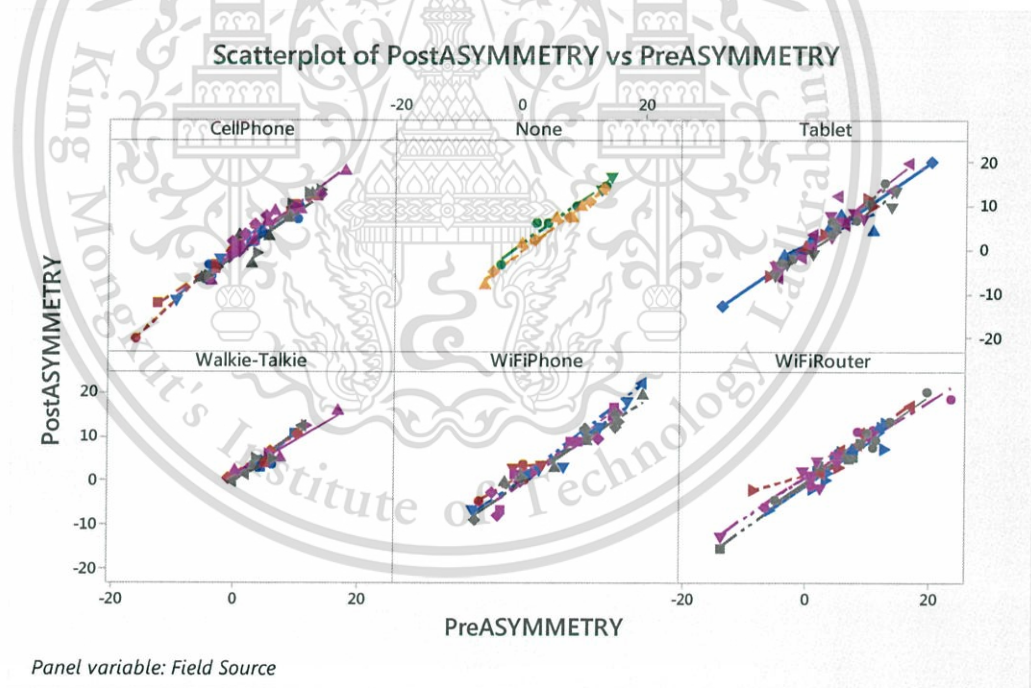 Scatterplot of PostASYMMETRY vs PreASYMMETRY
-20 0 20
CellPhone None Tablet
20
10
0
-10
-20
PostASYMMETRY
Walkie-Talkie WiFiPhone WiFiRouter
20
10
0
-10
-20
-20 0 20 -20 0 20
PreASYMMETRY
Panel variable: Field Source
King Mongkut's Institute of Technology Ladkrabang